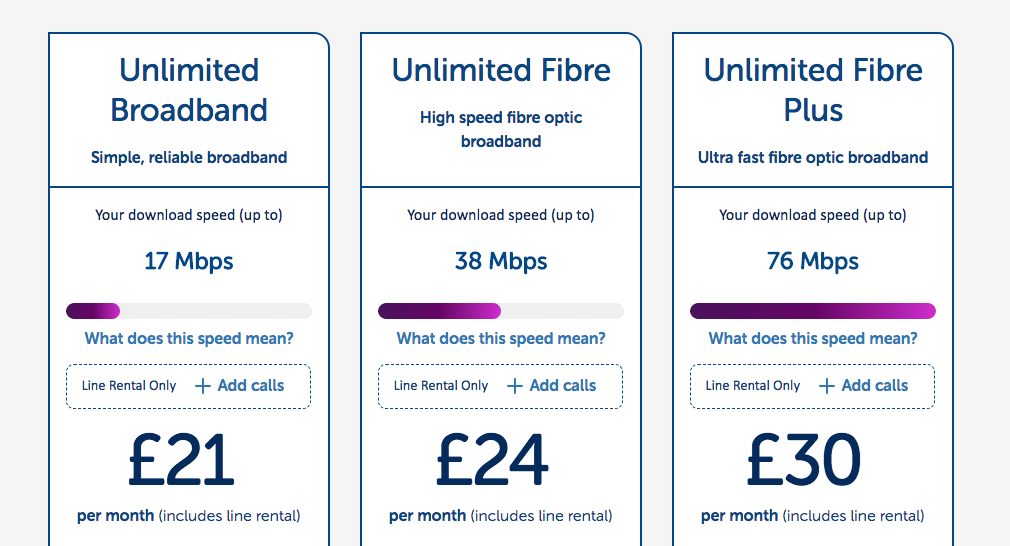 Unlimited
Broadband
Simple, reliable broadband
Your download speed (up to)
17 Mbps
What does this speed mean?
Line Rental Only + Add calls
£21
per month (includes line rental)
Unlimited Fibre
High speed fibre optic
broadband
Your download speed (up to)
38 Mbps
What does this speed mean?
Line Rental Only + Add calls
£24
per month (includes line rental)
Unlimited Fibre
Plus
Ultra fast fibre optic broadband
Your download speed (up to)
76 Mbps
What does this speed mean?
Line Rental Only + Add calls
£30
per month (includes line rental)